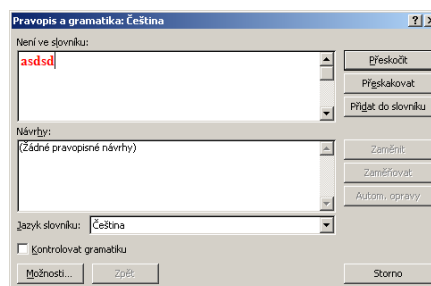 Pravopis a gramatika: Čeština
Není ve slovníku:
asdsd
Přeskočit
Přeskakovat
Přidat do slovníku
Návrhy:
(Žádné pravopisné návrhy)
Zaměnit
Zaměňovat
Autom. opravy
Jazyk slovníku: Čeština
Kontrolovat gramatiku
Možnosti... Zpět Storno